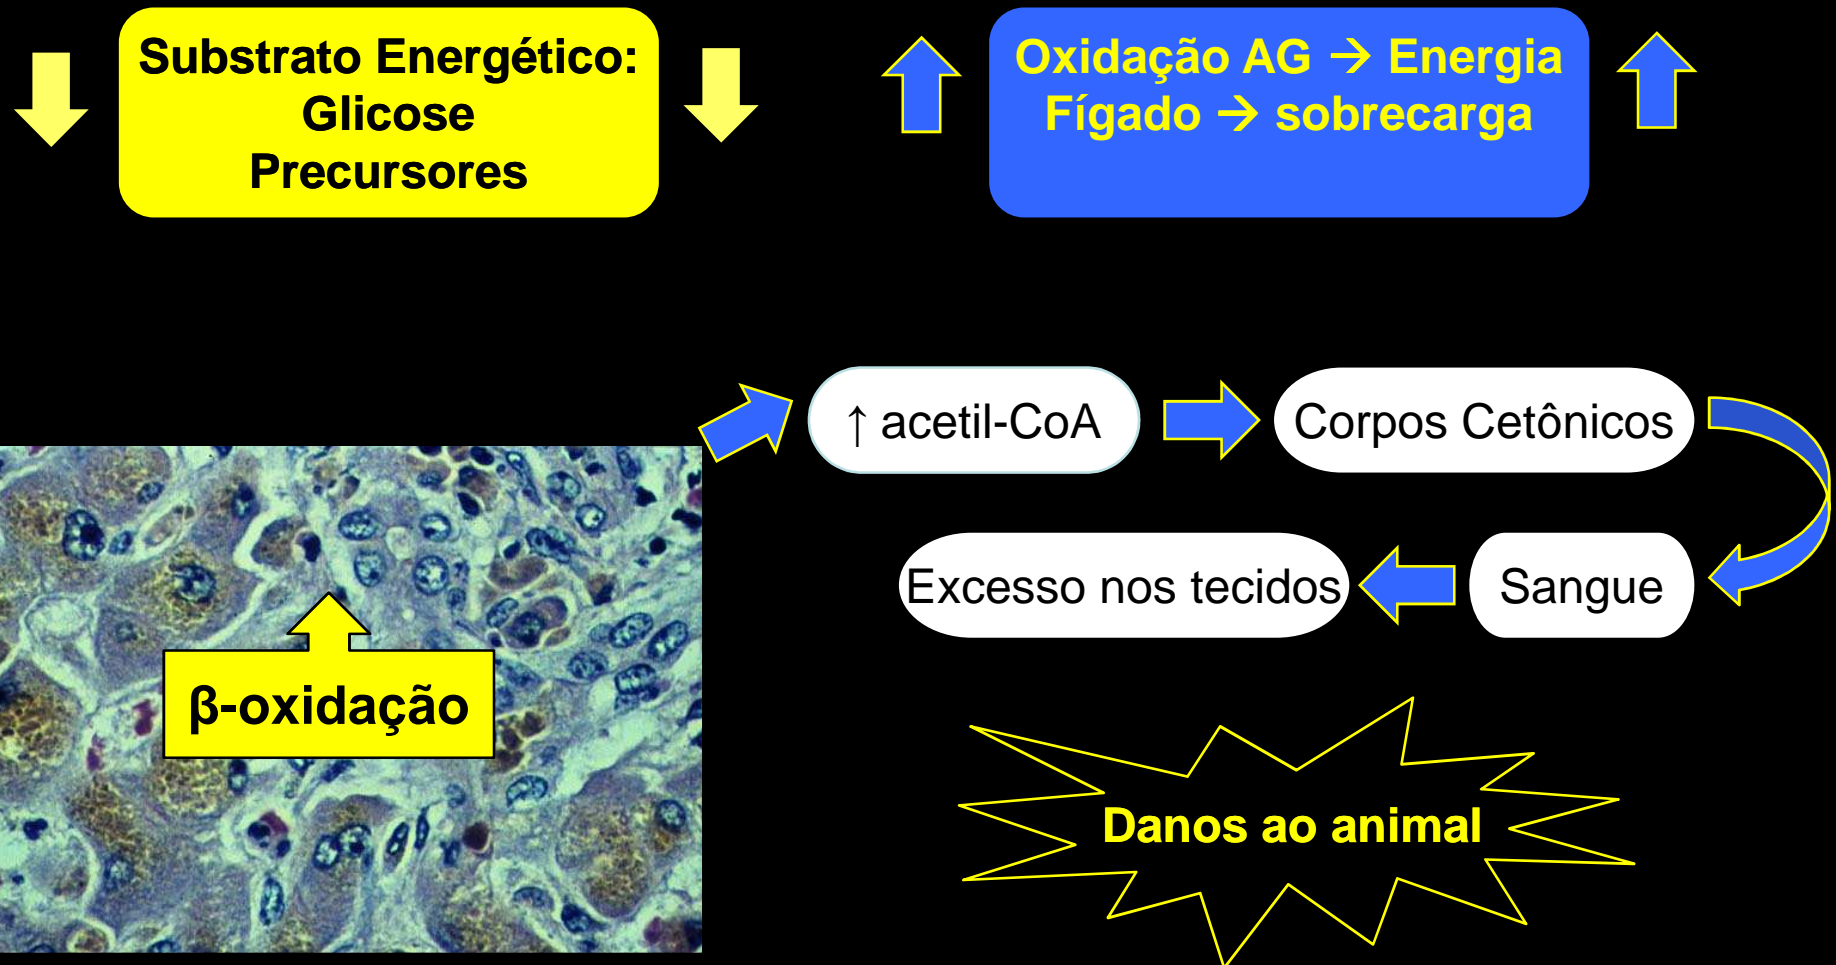 Substrato Energético:
Glicose
Precursores
Oxidação AG → Energia
Fígado → sobrecarga
↑ acetil-CoA
Corpos Cetônicos
Excesso nos tecidos
Sangue
β-oxidação
Danos ao animal